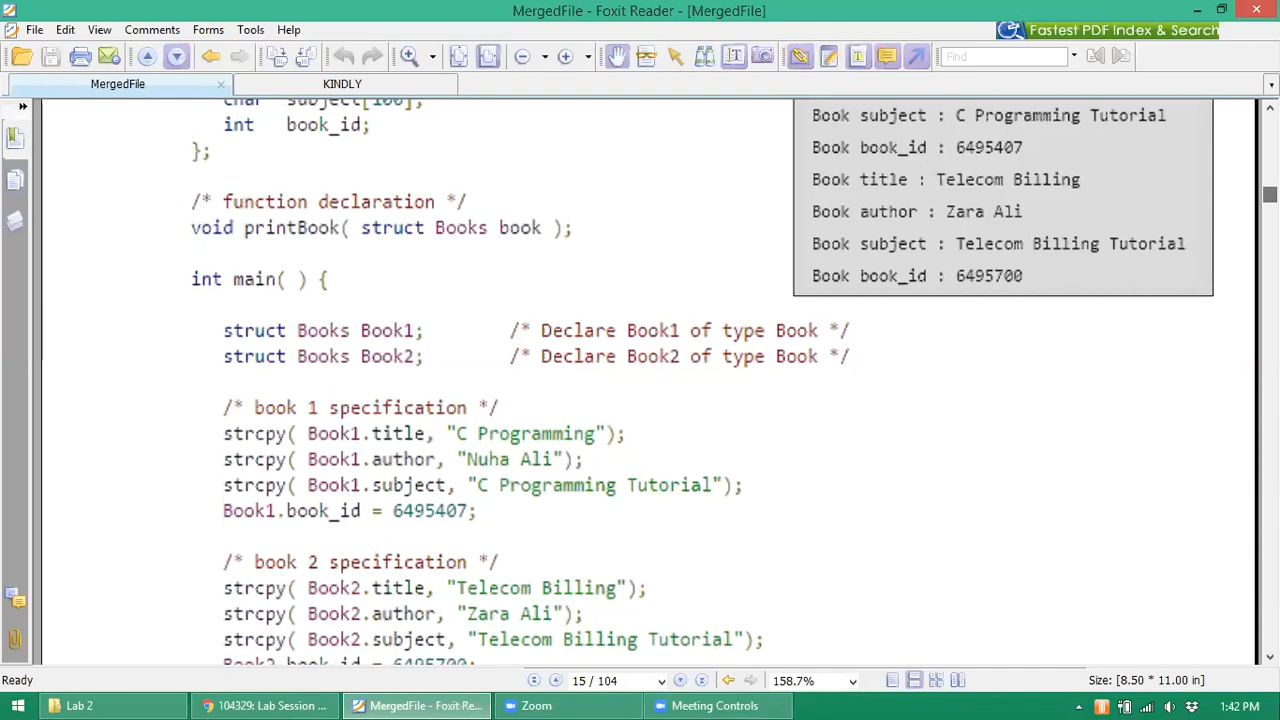 MergedFile - Foxit Reader - [MergedFile]
File Edit View Comments Forms Tools Help
Fastest PDF Index & Search
Find
MergedFile
KINDLY
char subject[100];
int book_id;
};
/* function declaration */
void printBook( struct Books book );
int main( ) {
struct Books Book1; /* Declare Book1 of type Book */
struct Books Book2; /* Declare Book2 of type Book */
/* book 1 specification */
strcpy( Book1.title, "C Programming");
strcpy( Book1.author, "Nuha Ali");
strcpy( Book1.subject, "C Programming Tutorial");
Book1.book_id = 6495407;
/* book 2 specification */
strcpy( Book2.title, "Telecom Billing");
strcpy( Book2.author, "Zara Ali");
strcpy( Book2.subject, "Telecom Billing Tutorial");
Book2.book_id = 6495700;
Book subject : C Programming Tutorial
Book book_id : 6495407
Book title : Telecom Billing
Book author : Zara Ali
Book subject : Telecom Billing Tutorial
Book book_id : 6495700
Ready
15 / 104
158.7%
Size: [8.50 * 11.00 in]
Lab 2
104329: Lab Session ...
MergedFile - Foxit Re...
Zoom
Meeting Controls
1:42 PM